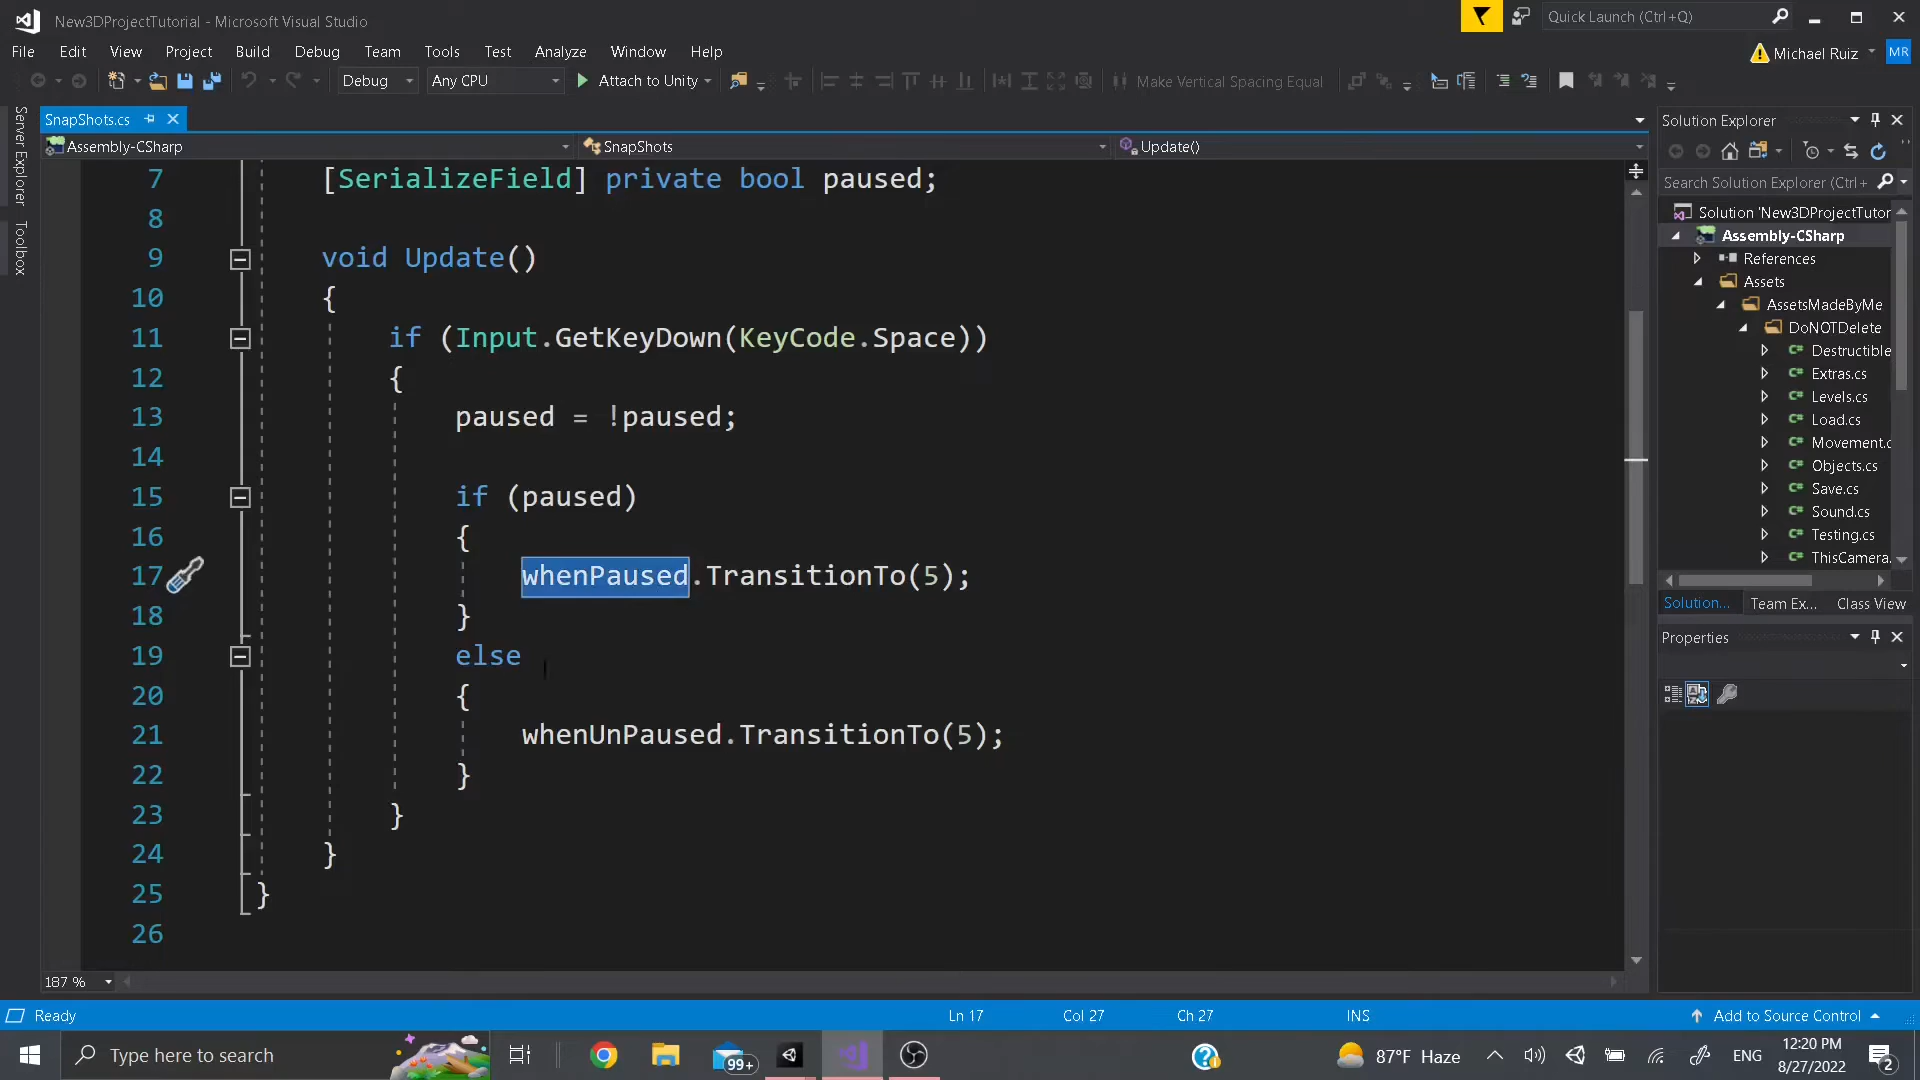 New3DProjectTutorial - Microsoft Visual Studio
Quick Launch (Ctrl+Q)
File Edit View Project Build Debug Team Tools Test Analyze Window Help
Michael Ruiz MR
Debug Any CPU Attach to Unity Make Vertical Spacing Equal
Server Explorer
Toolbox
SnapShots.cs
Assembly-CSharp SnapShots Update()
7 [SerializeField] private bool paused;
8
9 void Update()
10 {
11 if (Input.GetKeyDown(KeyCode.Space))
12 {
13 paused = !paused;
14
15 if (paused)
16 {
17 whenPaused.TransitionTo(5);
18 }
19 else
20 {
21 whenUnPaused.TransitionTo(5);
22 }
23 }
24 }
25 }
26
187 %
Solution Explorer
Search Solution Explorer (Ctrl+
Solution 'New3DProjectTutor
Assembly-CSharp
References
Assets
AssetsMadeByMe
DoNOTDelete
C# Destructible
C# Extras.cs
C# Levels.cs
C# Load.cs
C# Movement.c
C# Objects.cs
C# Save.cs
C# Sound.cs
C# Testing.cs
C# ThisCamera.
Solution... Team Ex... Class View
Properties
Ready Ln 17 Col 27 Ch 27 INS Add to Source Control
Type here to search 99+ 87°F Haze ENG 12:20 PM
8/27/2022 2